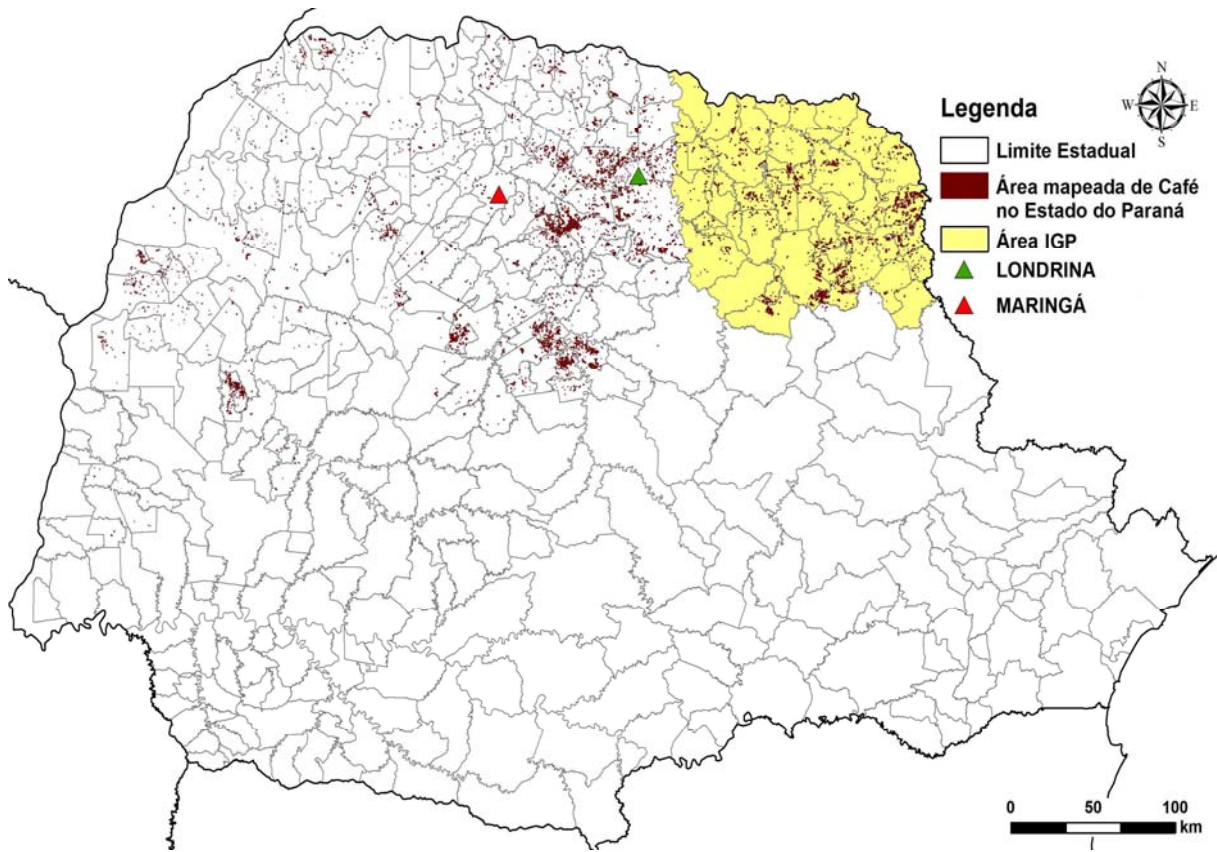 Legenda
N
W E
S
Limite Estadual
Área mapeada de Café
no Estado do Paraná
Área IGP
LONDRINA
MARINGÁ
0 50 100
km